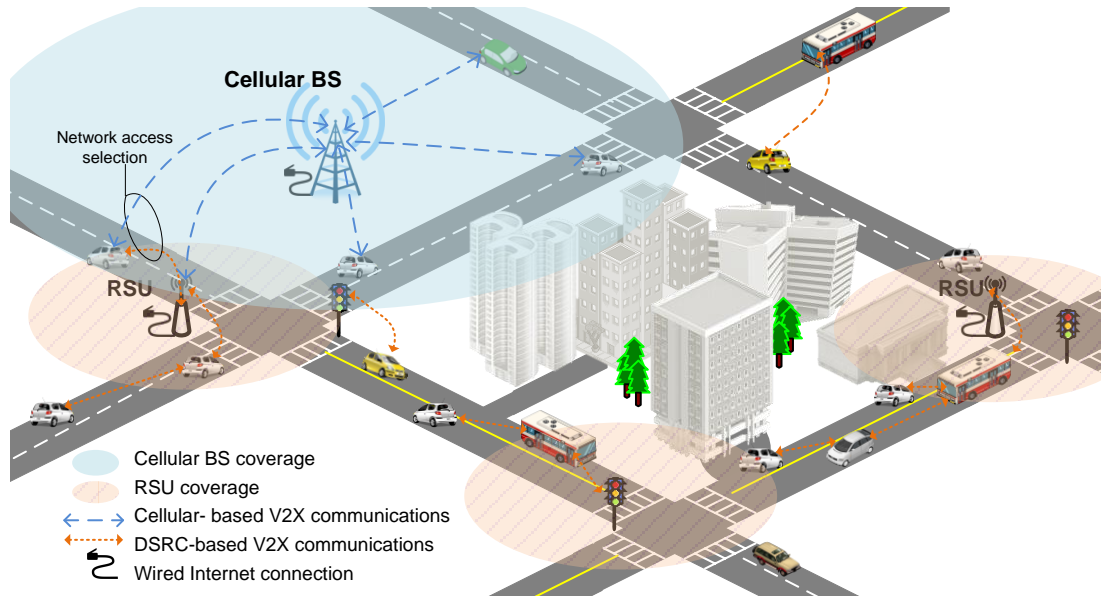 Cellular BS
Network access
selection
RSU
RSU
Cellular BS coverage
RSU coverage
Cellular- based V2X communications
DSRC-based V2X communications
Wired Internet connection